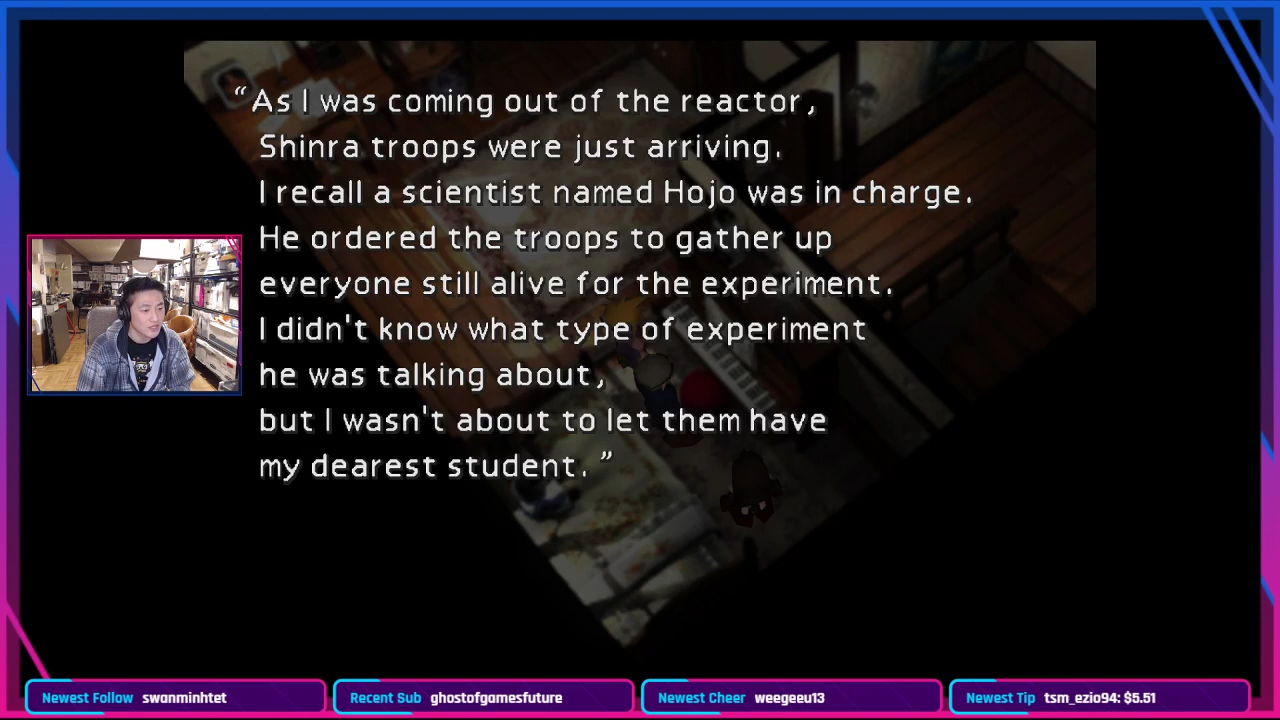 “As I was coming out of the reactor,
Shinra troops were just arriving.
I recall a scientist named Hojo was in charge.
He ordered the troops to gather up
everyone still alive for the experiment.
I didn't know what type of experiment
he was talking about,
but I wasn't about to let them have
my dearest student.”
Newest Follow swanminhtet
Recent Sub ghostofgamesfuture
Newest Cheer weegeeu13
Newest Tip tsm_ezio94: $5.51